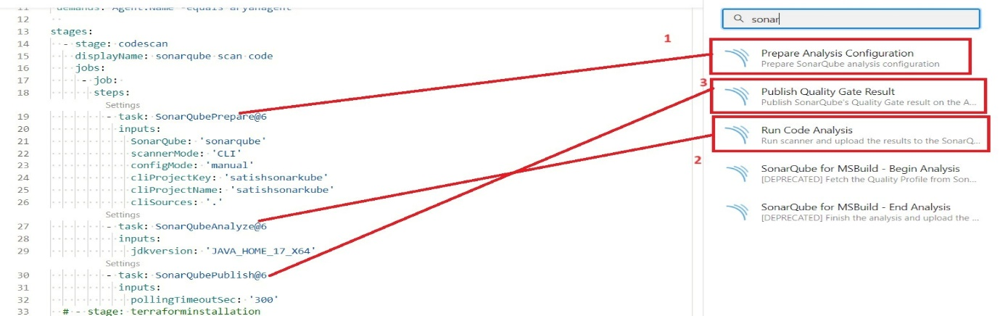 11 demands: Agent.Name -equals aryanagent
12
13 stages:
14 - stage: codescan
15 displayName: sonarqube scan code
16 jobs:
17 - job:
18 steps:
Settings
19 - task: SonarQubePrepare@6
20 inputs:
21 SonarQube: 'sonarqube'
22 scannerMode: 'CLI'
23 configMode: 'manual'
24 cliProjectKey: 'satishsonarkube'
25 cliProjectName: 'satishsonarkube'
26 cliSources: '.'
Settings
27 - task: SonarQubeAnalyze@6
28 inputs:
29 jdkversion: 'JAVA_HOME_17_X64'
Settings
30 - task: SonarQubePublish@6
31 inputs:
32 pollingTimeoutSec: '300'
33 # - stage: terraforminstallation
1
3
2
sonar
Prepare Analysis Configuration
Prepare SonarQube analysis configuration
Publish Quality Gate Result
Publish SonarQube's Quality Gate result on the A...
Run Code Analysis
Run scanner and upload the results to the SonarQ...
SonarQube for MSBuild - Begin Analysis
[DEPRECATED] Fetch the Quality Profile from Son...
SonarQube for MSBuild - End Analysis
[DEPRECATED] Finish the analysis and upload the ...